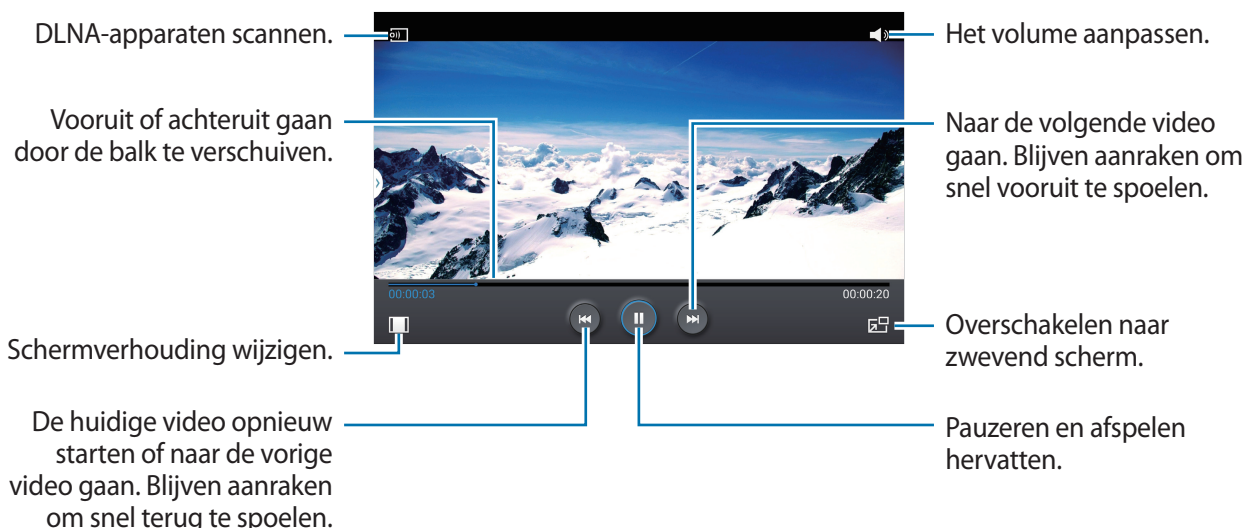 DLNA-apparaten scannen.
Het volume aanpassen.
Vooruit of achteruit gaan
door de balk te verschuiven.
Naar de volgende video
gaan. Blijven aanraken om
snel vooruit te spoelen.
00:00:03
00:00:20
Schermverhouding wijzigen.
Overschakelen naar
zwevend scherm.
De huidige video opnieuw
starten of naar de vorige
video gaan. Blijven aanraken
om snel terug te spoelen.
Pauzeren en afspelen
hervatten.